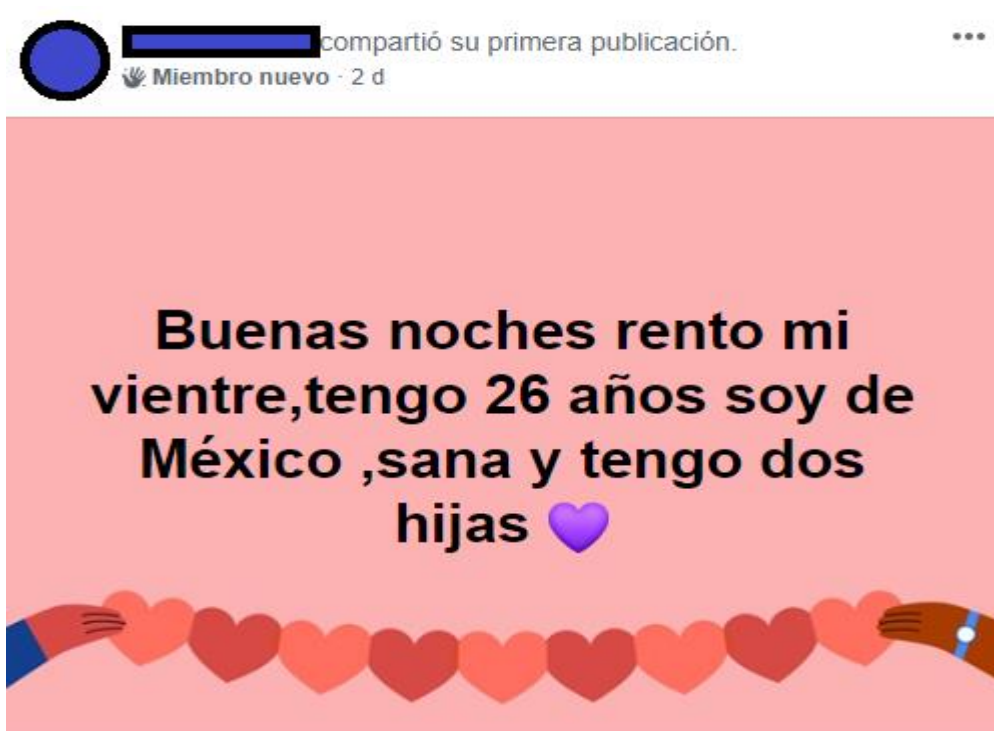 compartió su primera publicación.
Miembro nuevo · 2 d
Buenas noches rento mi
vientre,tengo 26 años soy de
México ,sana y tengo dos
hijas 💜